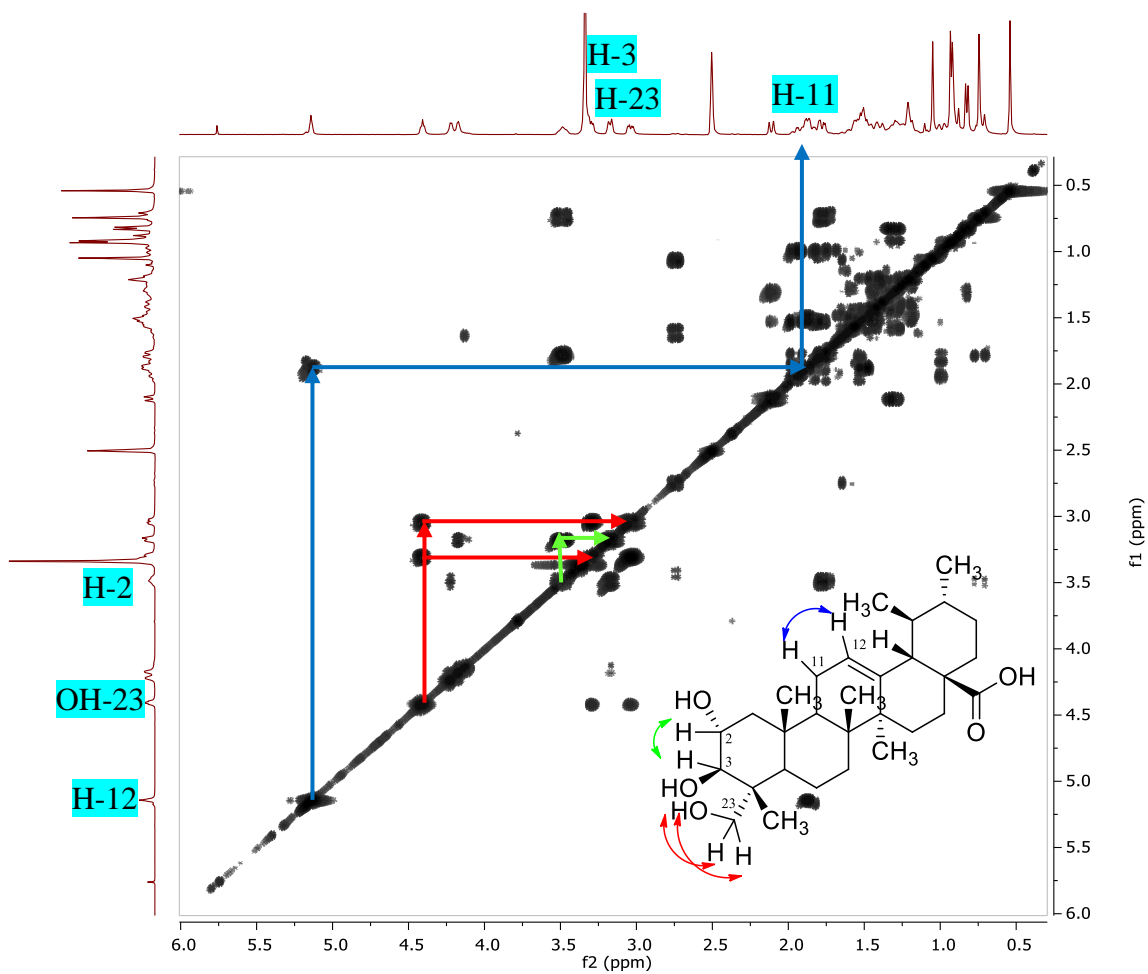 H-3
H-23
H-11
H-2
OH-23
H-12
0.5
1.0
1.5
2.0
2.5
3.0
3.5
4.0
4.5
5.0
5.5
6.0
f1 (ppm)
6.0 5.5 5.0 4.5 4.0 3.5 3.0 2.5 2.0 1.5 1.0 0.5
f2 (ppm)
CH3
H3C
H
H
H
12
11
OH
O
HO
CH3
CH3
CH3
H
2
H
3
HO
HO
23
CH3
H
H